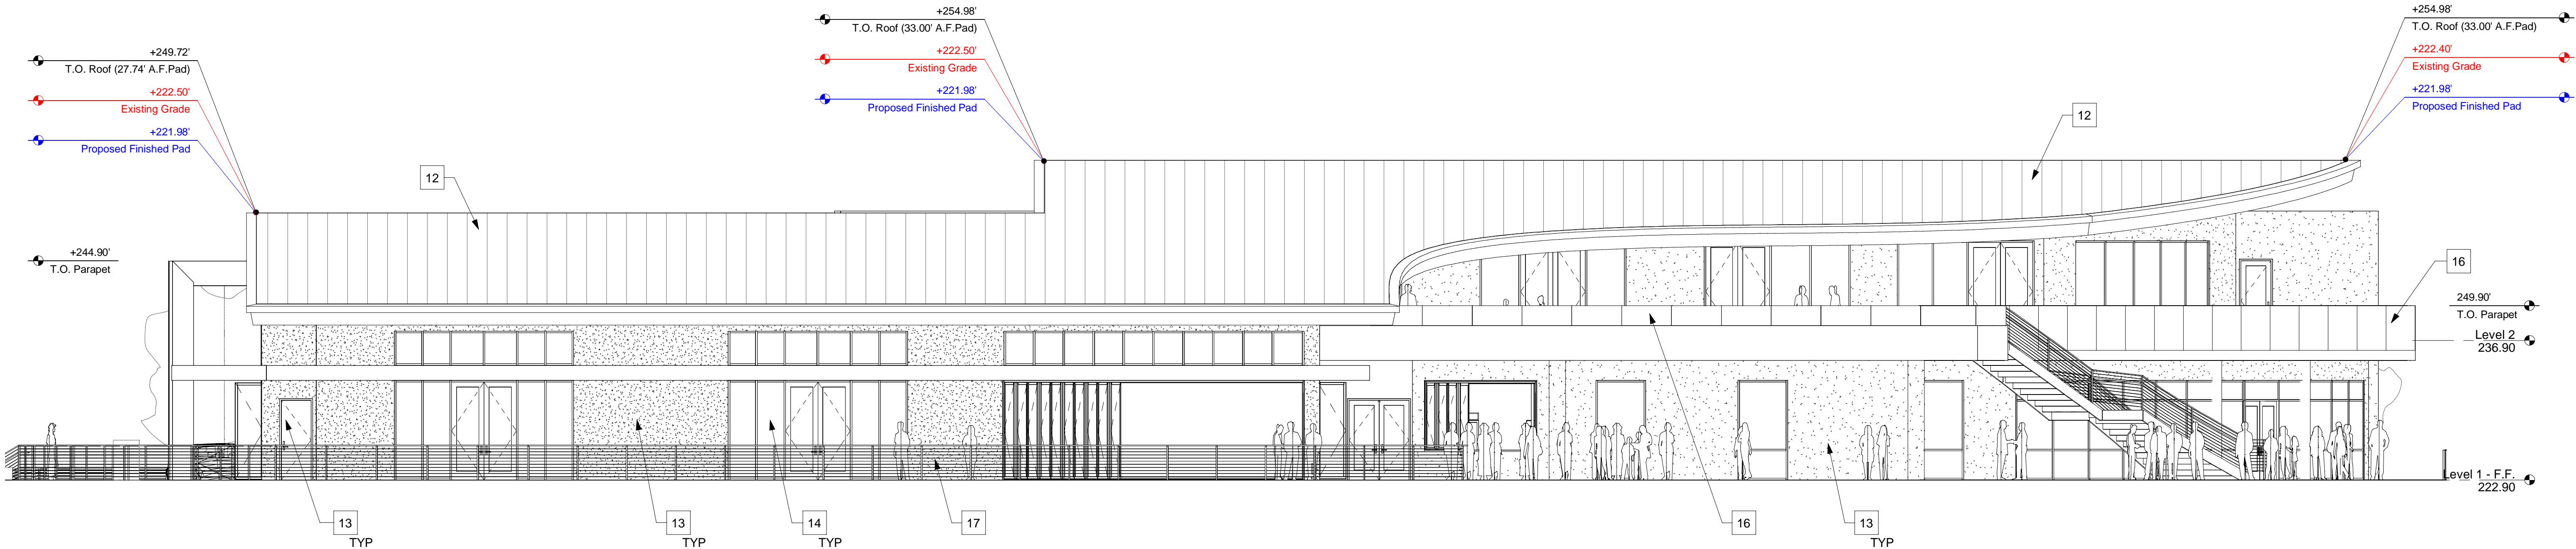 +249.72'
T.O. Roof (27.74' A.F.Pad)
+222.50'
Existing Grade
+221.98'
Proposed Finished Pad
+244.90'
T.O. Parapet
12
+254.98'
T.O. Roof (33.00' A.F.Pad)
+222.50'
Existing Grade
+221.98'
Proposed Finished Pad
12
+254.98'
T.O. Roof (33.00' A.F.Pad)
+222.40'
Existing Grade
+221.98'
Proposed Finished Pad
16
249.90'
T.O. Parapet
Level 2
236.90
Level 1 - F.F.
222.90
13
TYP
13
TYP
14
TYP
17
16
13
TYP